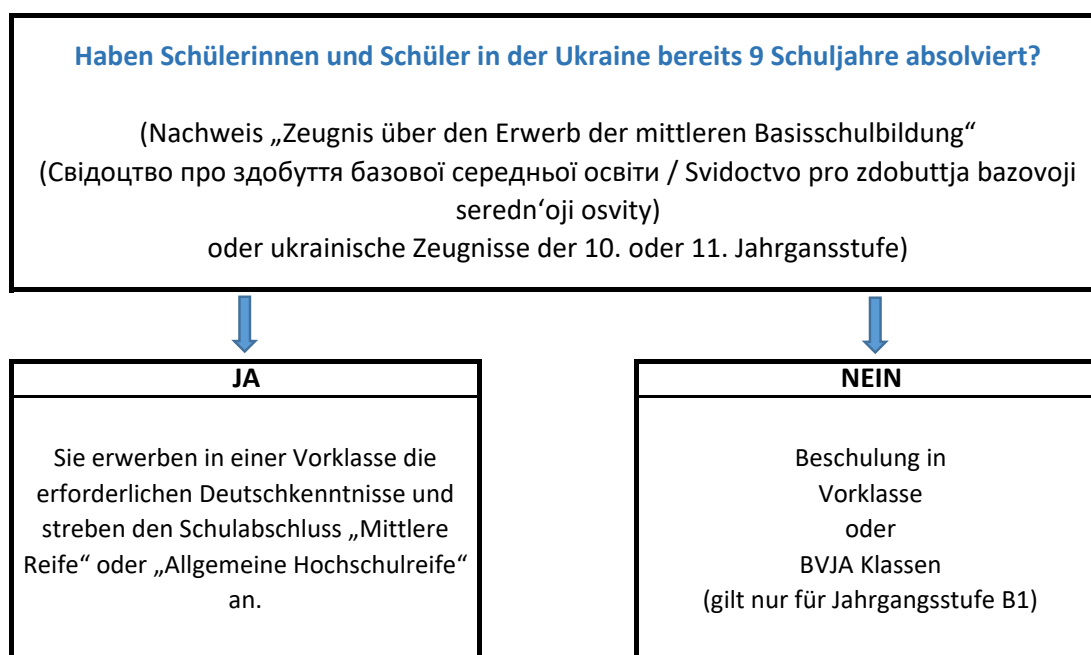 Haben Schülerinnen und Schüler in der Ukraine bereits 9 Schuljahre absolviert?
(Nachweis „Zeugnis über den Erwerb der mittleren Basisschulbildung“
(Свідоцтво про здобуття базової середньої освіти / Svidoctvo pro zdobuttja bazovoji
seredn‘oji osvity)
oder ukrainische Zeugnisse der 10. oder 11. Jahrgansstufe)
JA
Sie erwerben in einer Vorklasse die
erforderlichen Deutschkenntnisse und
streben den Schulabschluss „Mittlere
Reife“ oder „Allgemeine Hochschulreife“
an.
NEIN
Beschulung in
Vorklasse
oder
BVJA Klassen
(gilt nur für Jahrgangsstufe B1)